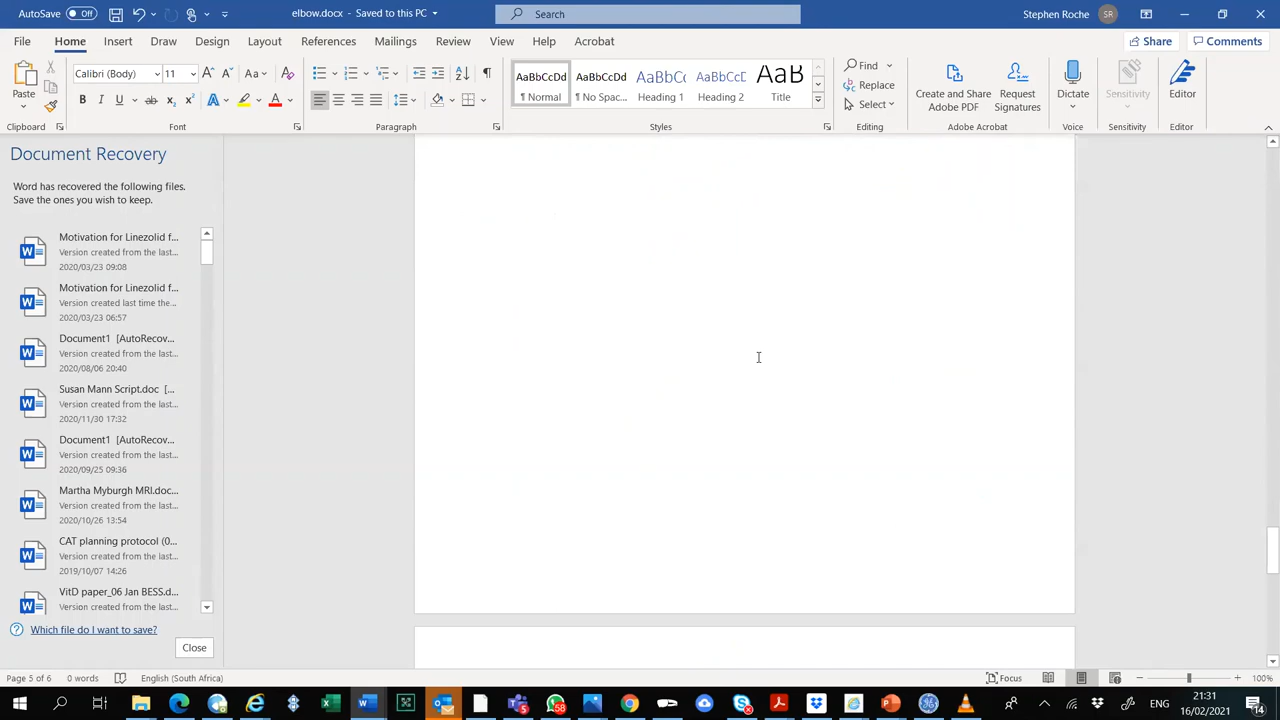 AutoSave Off elbow.docx - Saved to this PC Search Stephen Roche SR
File Home Insert Draw Design Layout References Mailings Review View Help Acrobat Share Comments
Paste Calibri (Body) 11 AaBbCcDd AaBbCcDd AaBbCc AaBbCcD AaB Find Replace Select
¶ Normal ¶ No Spac... Heading 1 Heading 2 Title
Create and Share Adobe PDF Request Signatures Dictate Sensitivity Editor
Clipboard Font Paragraph Styles Editing Adobe Acrobat Voice Sensitivity Editor
Document Recovery
Word has recovered the following files.
Save the ones you wish to keep.
Motivation for Linezolid f...
Version created from the last...
2020/03/23 09:08
Motivation for Linezolid f...
Version created last time the...
2020/03/23 06:57
Document1 [AutoRecov...
Version created from the last...
2020/08/06 20:40
Susan Mann Script.doc [...
Version created from the last...
2020/11/30 17:32
Document1 [AutoRecov...
Version created from the last...
2020/09/25 09:36
Martha Myburgh MRI.doc...
Version created from the last...
2020/10/26 13:54
CAT planning protocol (0...
Version created from the last...
2019/10/07 14:26
VitD paper_06 Jan BESS.d...
Version created from the last...
Which file do I want to save?
Close
Page 5 of 6 0 words English (South Africa) Focus 100%
58 ENG 21:31
16/02/2021 4